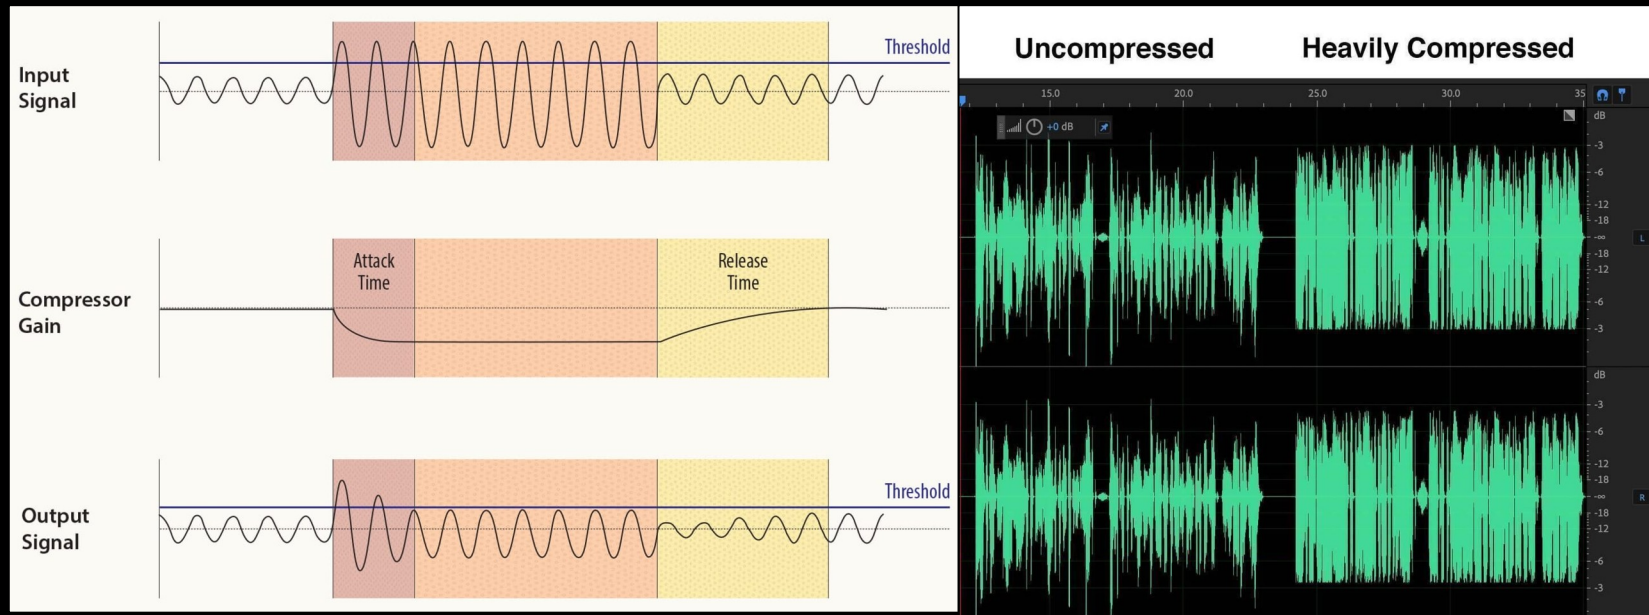 Input
Signal
Threshold
Compressor
Gain
Attack
Time
Release
Time
Output
Signal
Threshold
Uncompressed
Heavily Compressed
15.0
20.0
25.0
30.0
35
+0 dB
dB
-3
-6
-12
-18
-∞
-18
-12
-6
-3
L
dB
-3
-6
-12
-18
-∞
-18
-12
-6
-3
R